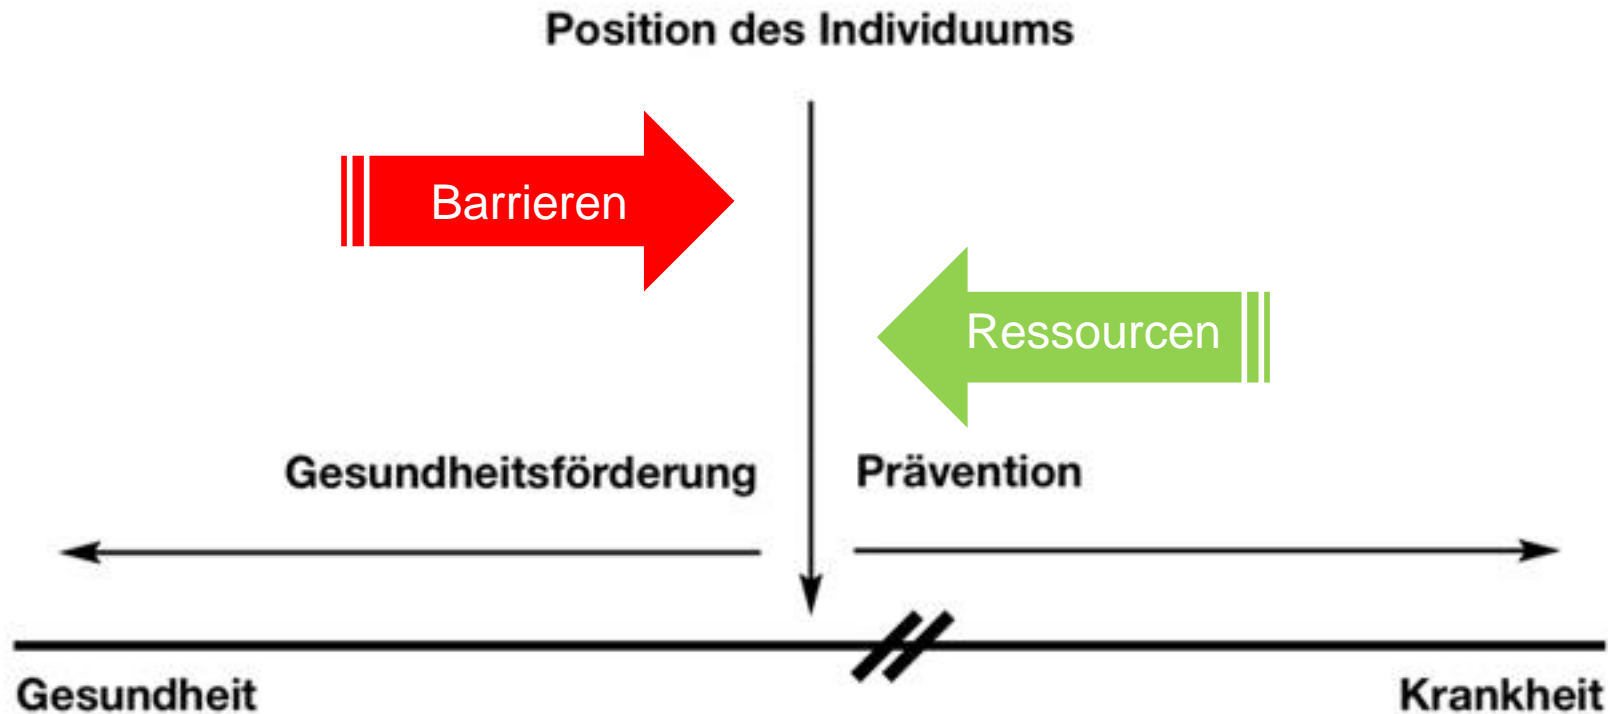 Position des Individuums
Barrieren
Ressourcen
Gesundheitsförderung
Prävention
Gesundheit
Krankheit